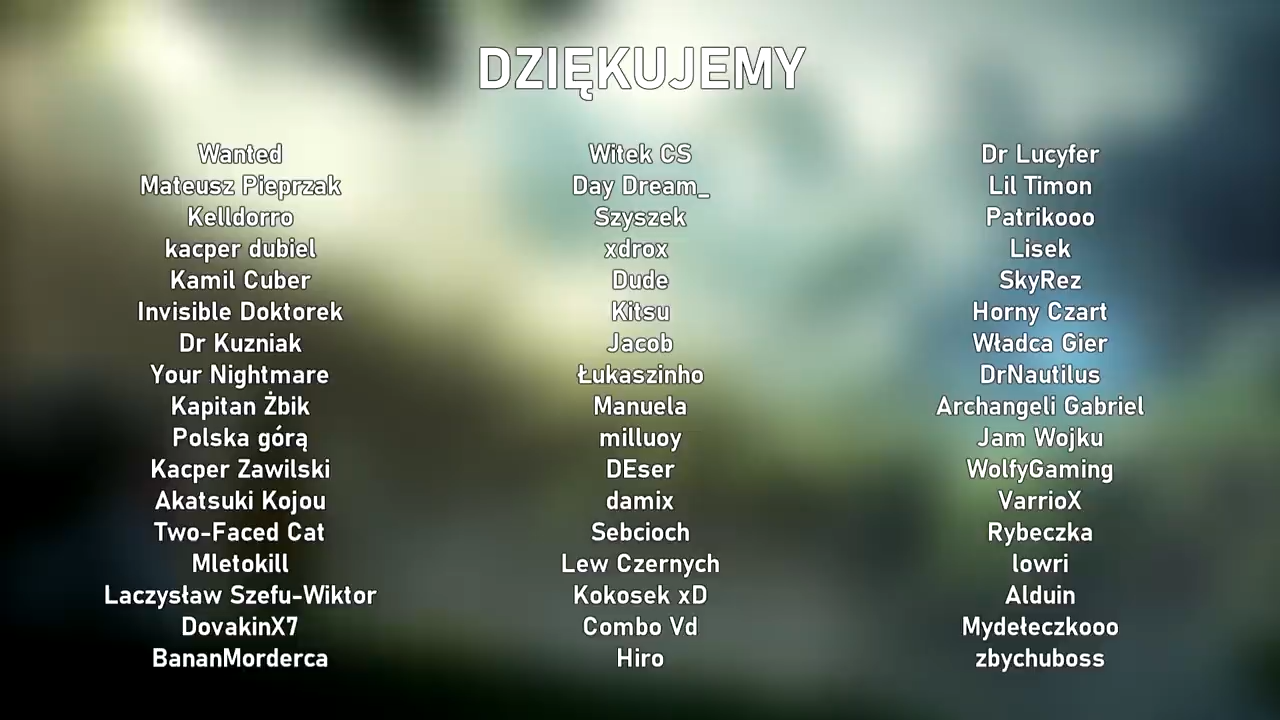 DZIĘKUJEMY
Wanted
Mateusz Pieprzak
Kelldorro
kacper dubiel
Kamil Cuber
Invisible Doktorek
Dr Kuzniak
Your Nightmare
Kapitan Żbik
Polska górą
Kacper Zawilski
Akatsuki Kojou
Two-Faced Cat
Mletokill
Laczysław Szefu-Wiktor
DovakinX7
BananMorderca
Witek CS
Day Dream_
Szyszek
xdrox
Dude
Kitsu
Jacob
Łukaszinho
Manuela
milluoy
DEser
damix
Sebcioch
Lew Czernych
Kokosek xD
Combo Vd
Hiro
Dr Lucyfer
Lil Timon
Patrikooo
Lisek
SkyRez
Horny Czart
Władca Gier
DrNautilus
Archangeli Gabriel
Jam Wojku
WolfyGaming
VarrioX
Rybeczka
lowri
Alduin
Mydełeczkooo
zbychuboss